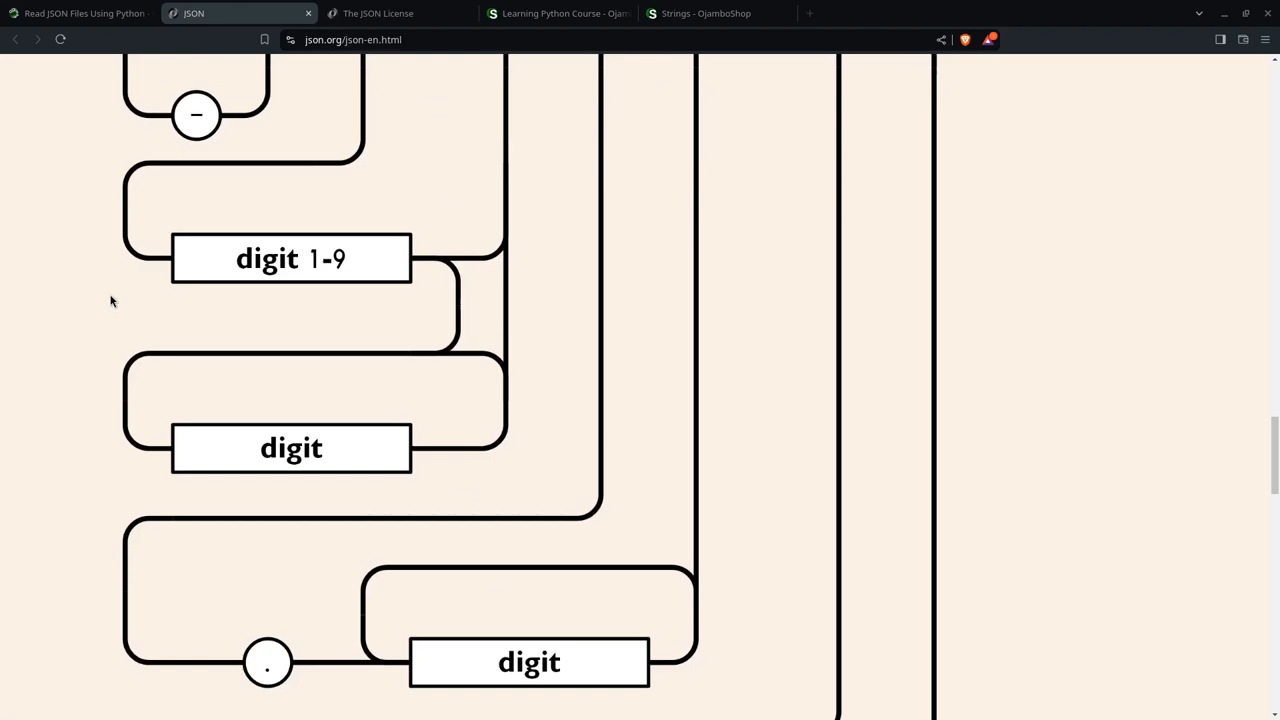 Read JSON Files Using Python
JSON
The JSON License
Learning Python Course - Ojam
Strings - OjamboShop
json.org/json-en.html
-
digit 1-9
digit
.
digit